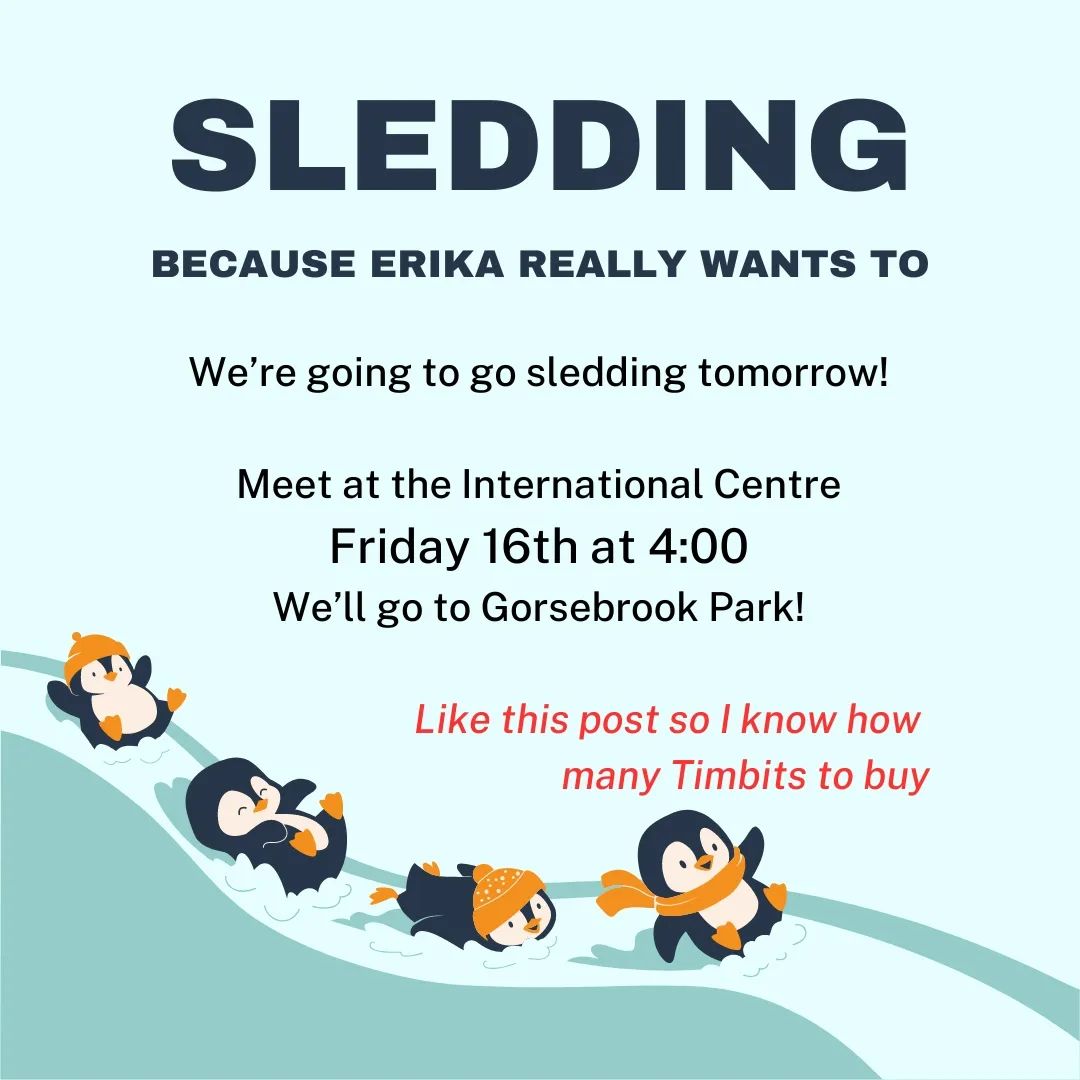 SLEDDING
BECAUSE ERIKA REALLY WANTS TO
We’re going to go sledding tomorrow!
Meet at the International Centre
Friday 16th at 4:00
We’ll go to Gorsebrook Park!
Like this post so I know how
many Timbits to buy